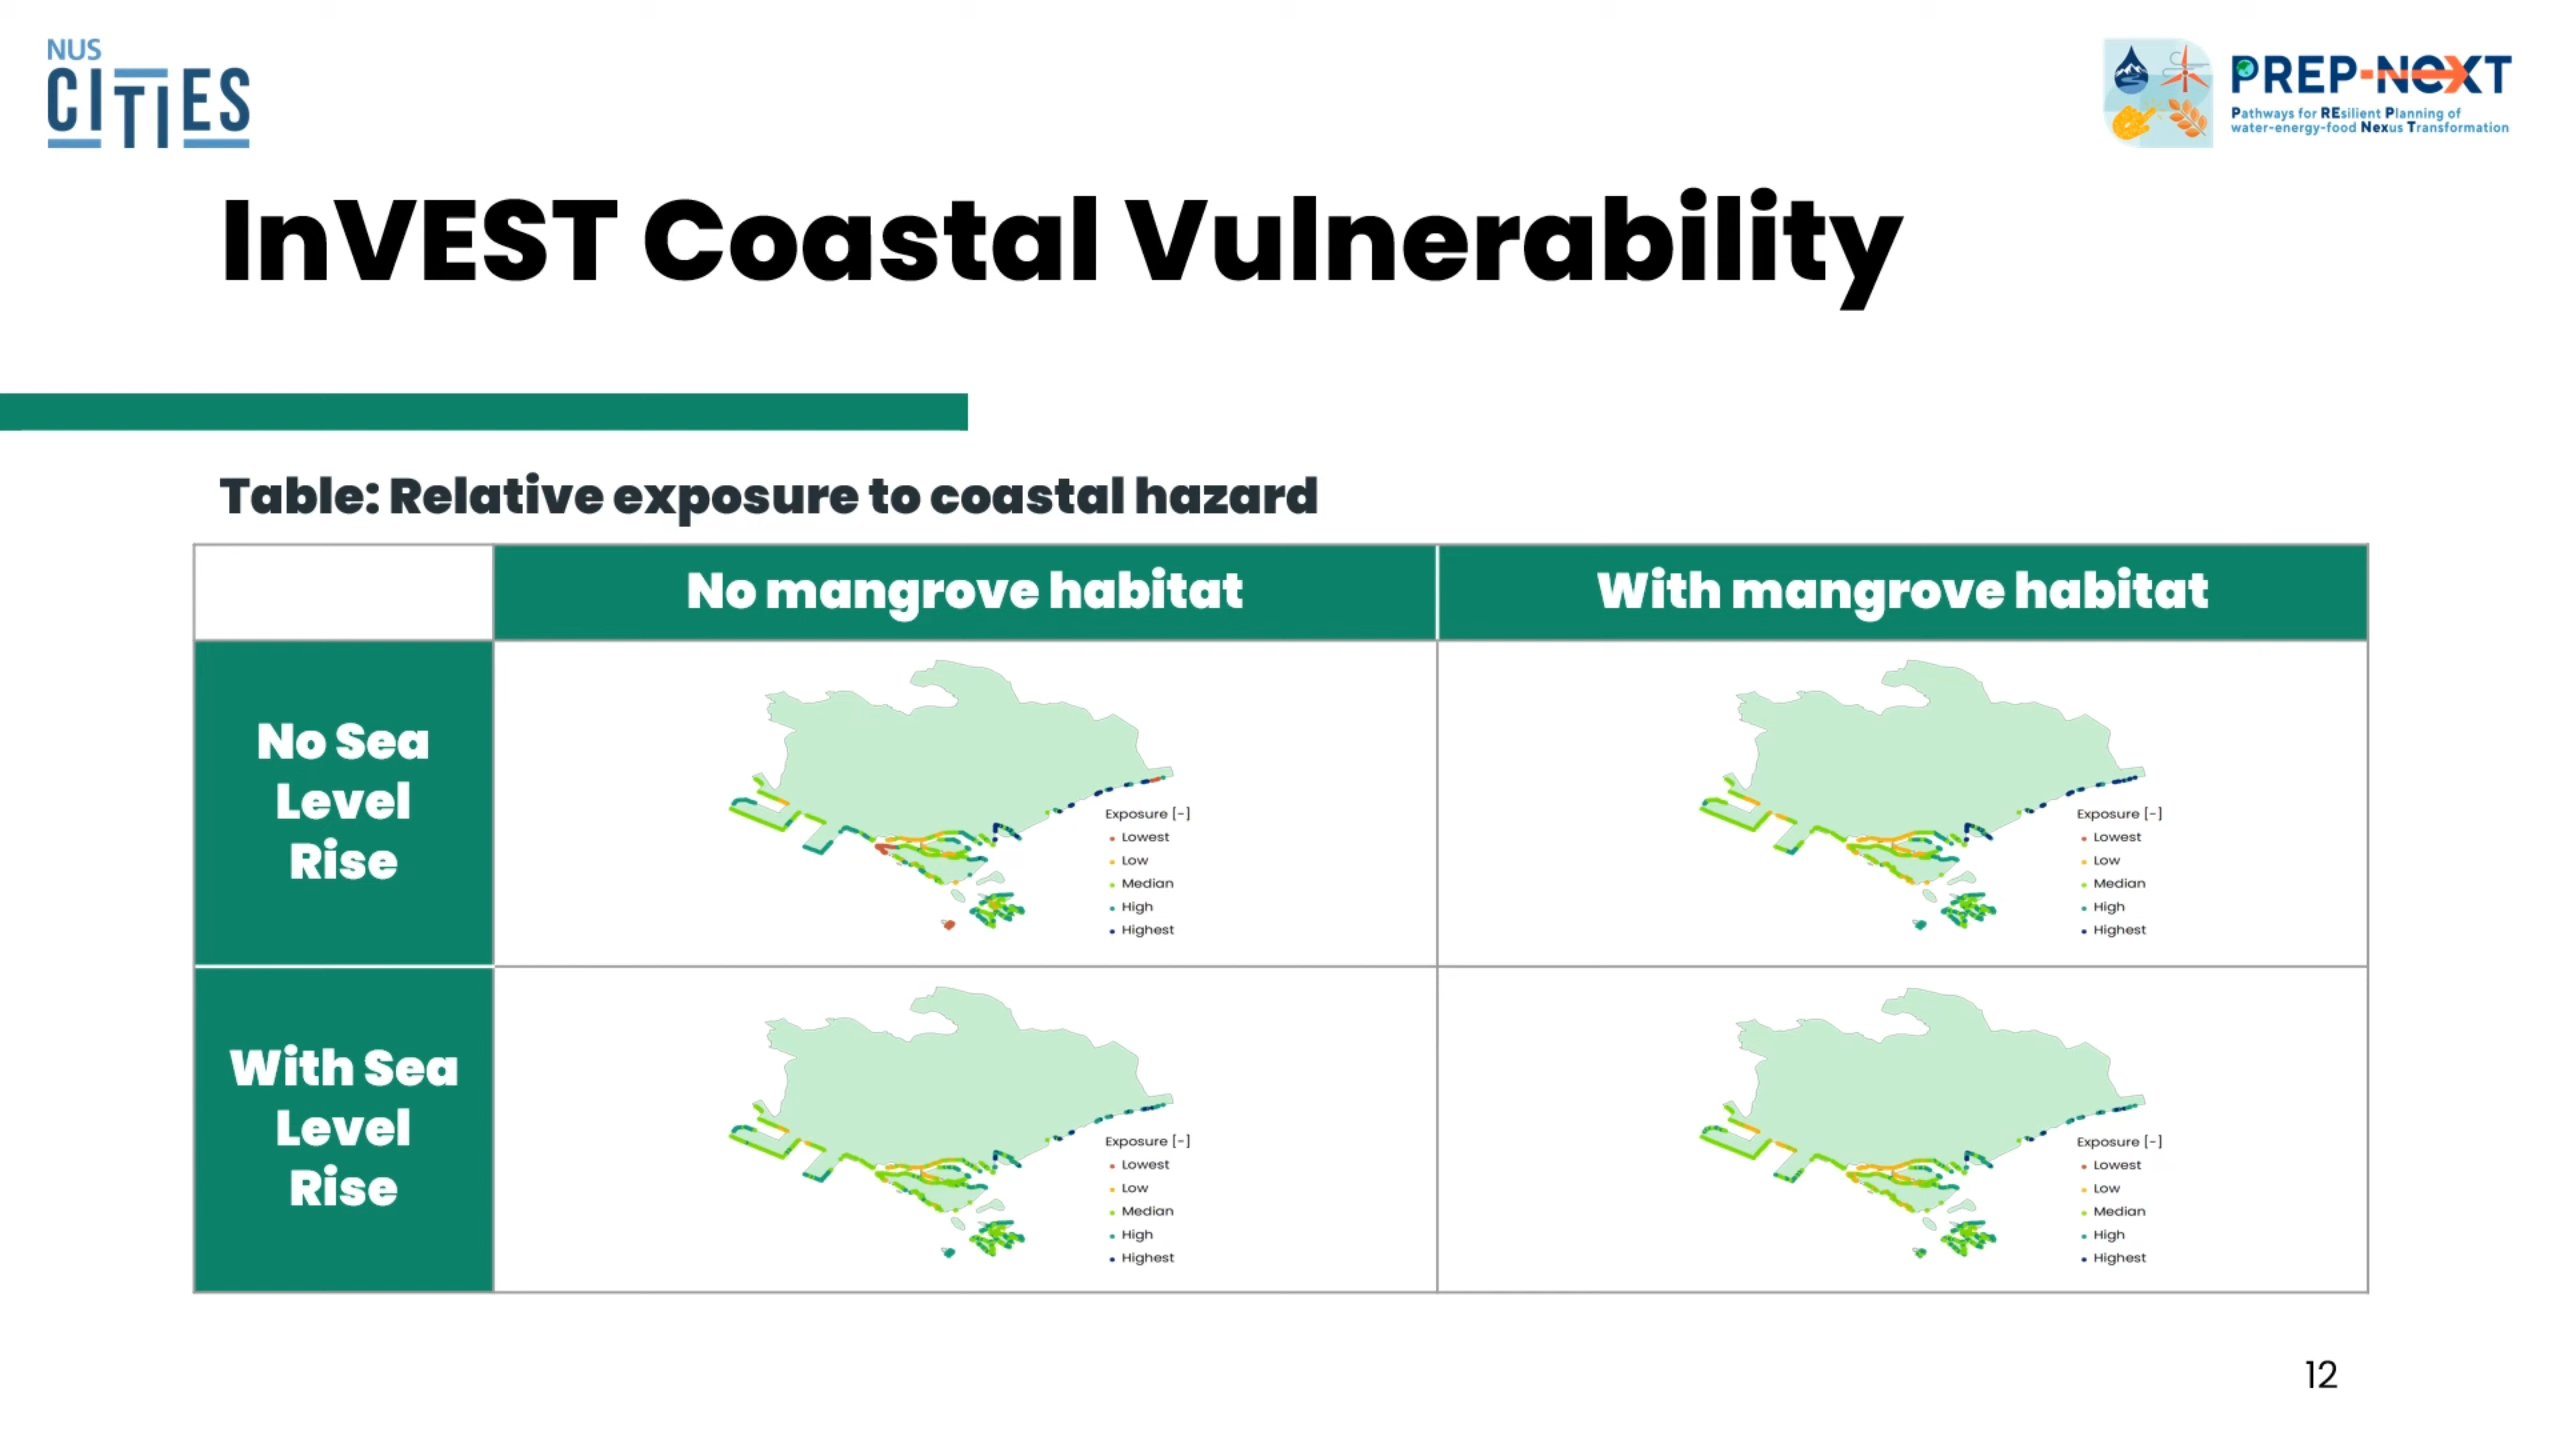 NUS
CITIES
PREP-NEXT
Pathways for REsilient Planning of
water-energy-food Nexus Transformation
InVEST Coastal Vulnerability
Table: Relative exposure to coastal hazard
No mangrove habitat
With mangrove habitat
No Sea
Level
Rise
Exposure [-]
Lowest
Low
Median
High
Highest
Exposure [-]
Lowest
Low
Median
High
Highest
With Sea
Level
Rise
Exposure [-]
Lowest
Low
Median
High
Highest
Exposure [-]
Lowest
Low
Median
High
Highest
12